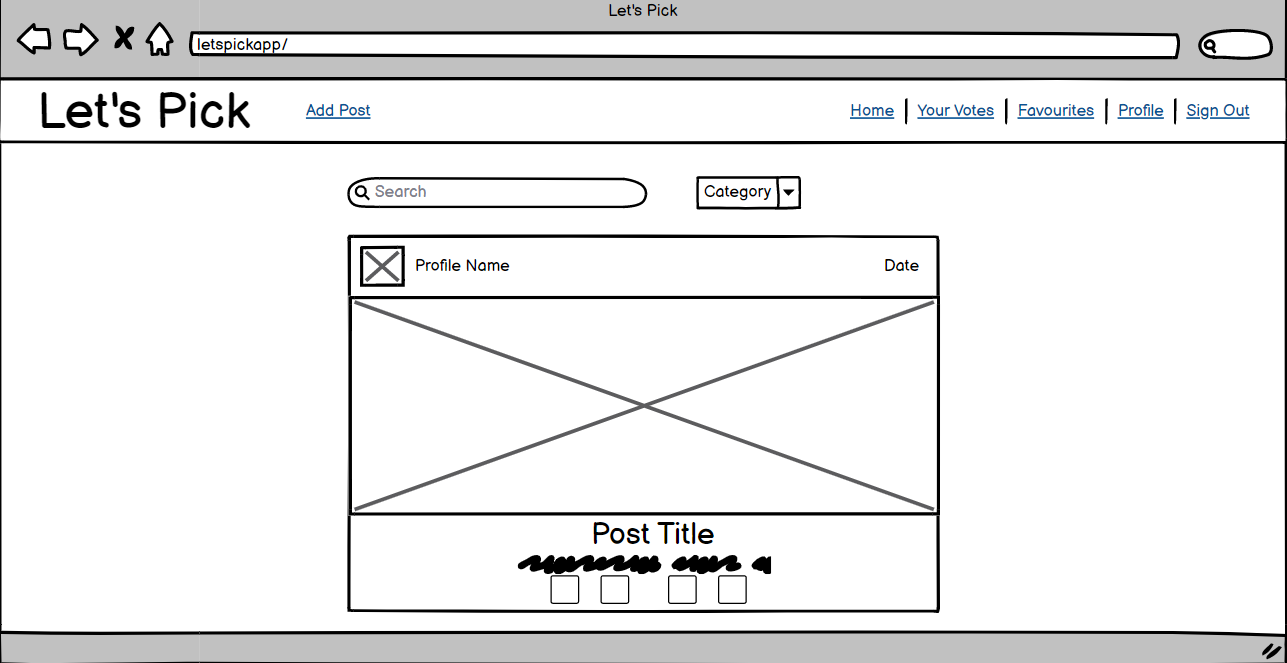 Let's Pick
letspickapp/
Let's Pick Add Post Home Your Votes Favourites Profile Sign Out
Search Category
Profile Name Date
Post Title